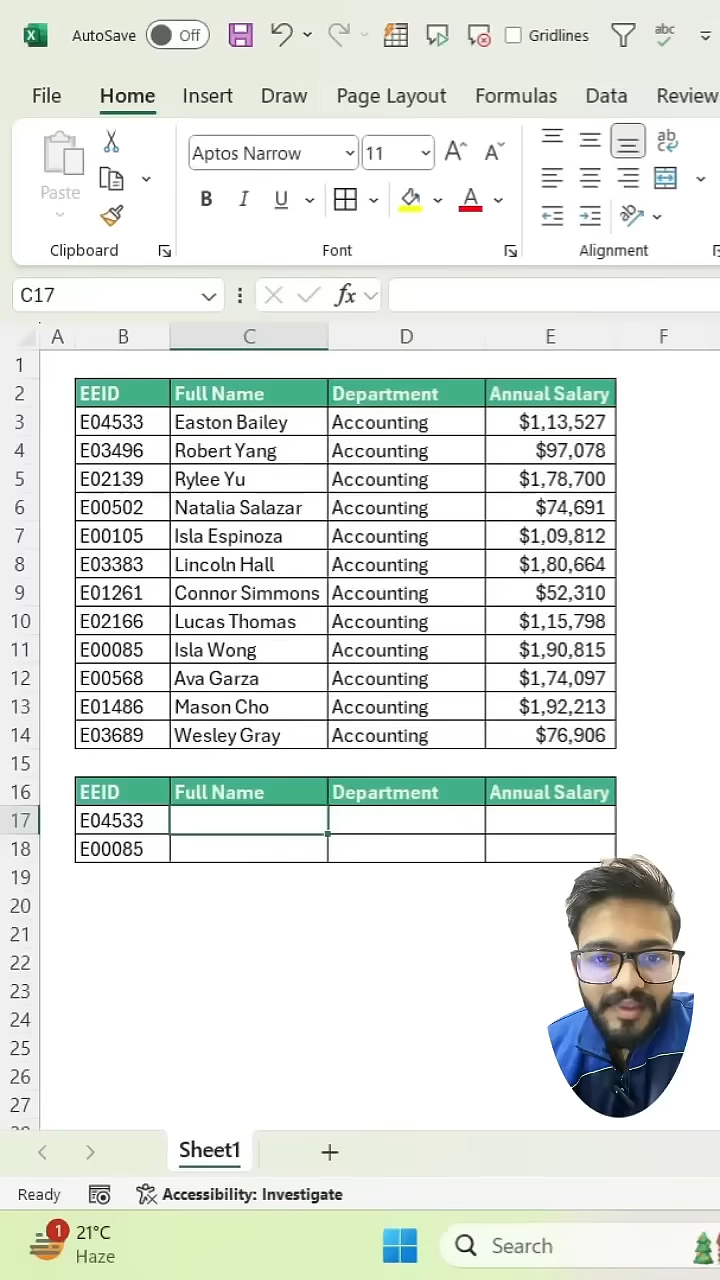 AutoSave Off Gridlines abc
File Home Insert Draw Page Layout Formulas Data Review
Paste Aptos Narrow 11 A A ab
B I U A
Clipboard Font Alignment
C17 fx
A B C D E F
1
2 EEID Full Name Department Annual Salary
3 E04533 Easton Bailey Accounting $1,13,527
4 E03496 Robert Yang Accounting $97,078
5 E02139 Rylee Yu Accounting $1,78,700
6 E00502 Natalia Salazar Accounting $74,691
7 E00105 Isla Espinoza Accounting $1,09,812
8 E03383 Lincoln Hall Accounting $1,80,664
9 E01261 Connor Simmons Accounting $52,310
10 E02166 Lucas Thomas Accounting $1,15,798
11 E00085 Isla Wong Accounting $1,90,815
12 E00568 Ava Garza Accounting $1,74,097
13 E01486 Mason Cho Accounting $1,92,213
14 E03689 Wesley Gray Accounting $76,906
15
16 EEID Full Name Department Annual Salary
17 E04533
18 E00085
19
20
21
22
23
24
25
26
27
Sheet1 +
Ready Accessibility: Investigate
1 21°C
Haze Search